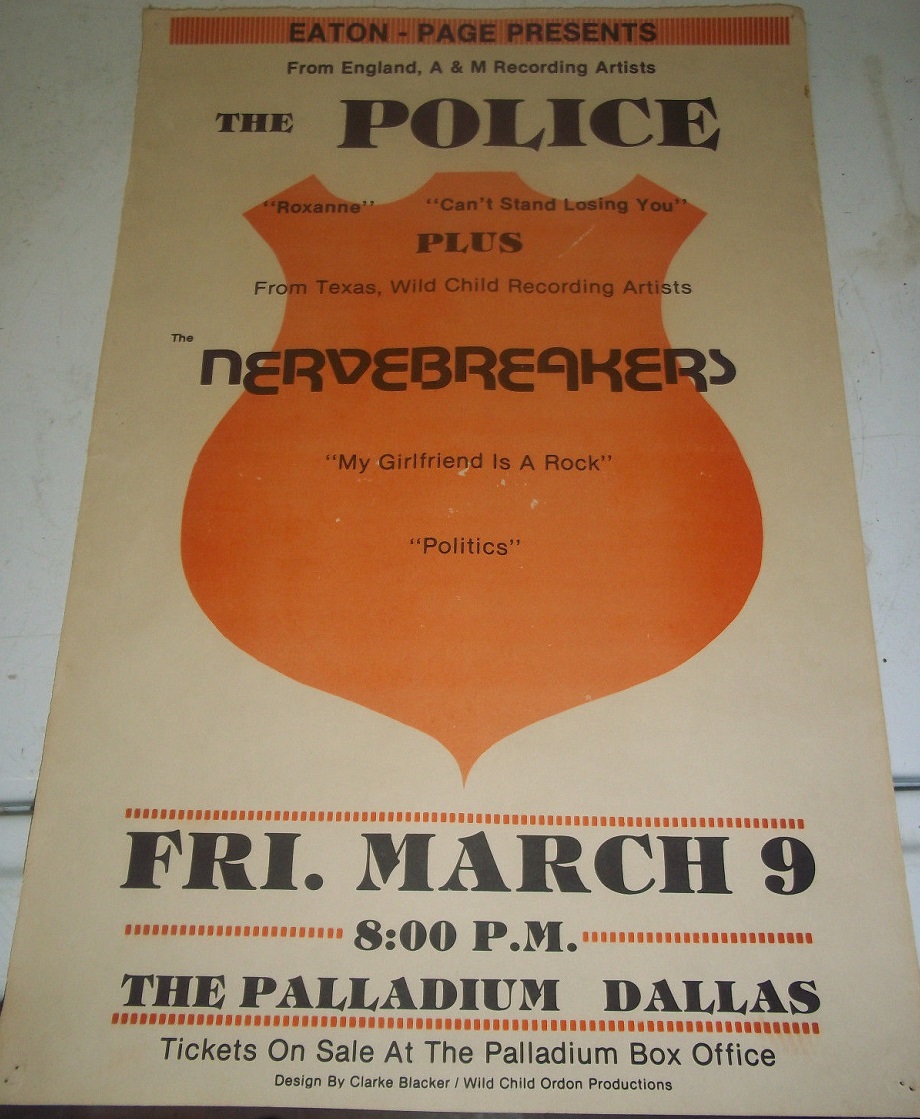 EATON - PAGE PRESENTS
From England, A & M Recording Artists
THE POLICE
"Roxanne" "Can't Stand Losing You"
PLUS
From Texas, Wild Child Recording Artists
The NERVEBREAKERS
"My Girlfriend Is A Rock"
"Politics"
FRI. MARCH 9
8:00 P.M.
THE PALLADIUM DALLAS
Tickets On Sale At The Palladium Box Office
Design By Clarke Blacker / Wild Child Ordon Productions